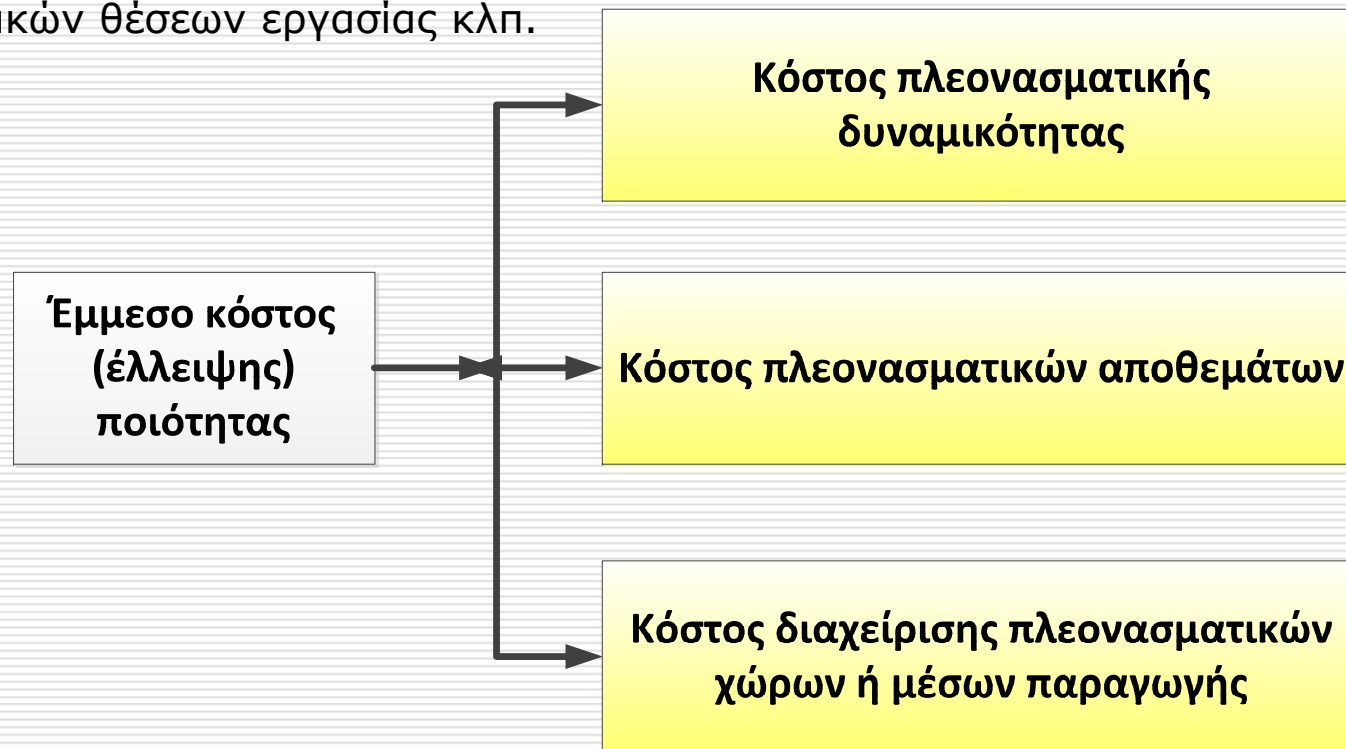 θέσεων εργασίας κλπ.
Κόστος πλεονασματικής
δυναμικότητας
Έμμεσο κόστος
(έλλειψης)
ποιότητας
Κόστος πλεονασματικών αποθεμάτων
Κόστος διαχείρισης πλεονασματικών
χώρων ή μέσων παραγωγής